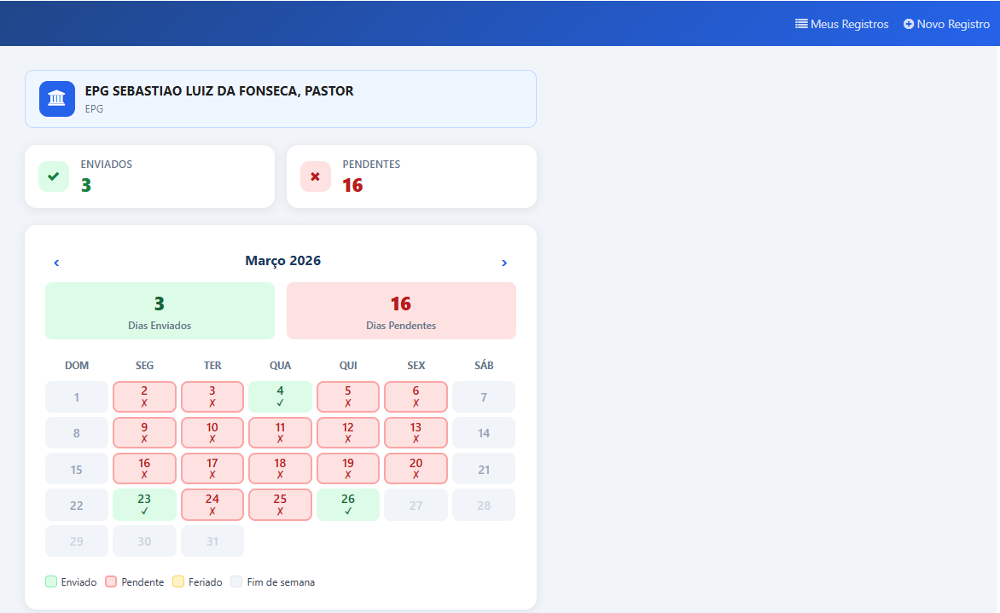 Meus Registros Novo Registro
EPG SEBASTIAO LUIZ DA FONSECA, PASTOR
EPG
ENVIADOS
3
PENDENTES
16
‹ Março 2026 ›
3
Dias Enviados
16
Dias Pendentes
DOM SEG TER QUA QUI SEX SÁB
1 2 ✗ 3 ✗ 4 ✓ 5 ✗ 6 ✗ 7
8 9 ✗ 10 ✗ 11 ✗ 12 ✗ 13 ✗ 14
15 16 ✗ 17 ✗ 18 ✗ 19 ✗ 20 ✗ 21
22 23 ✓ 24 ✗ 25 ✗ 26 ✓ 27 28
29 30 31
Enviado Pendente Feriado Fim de semana